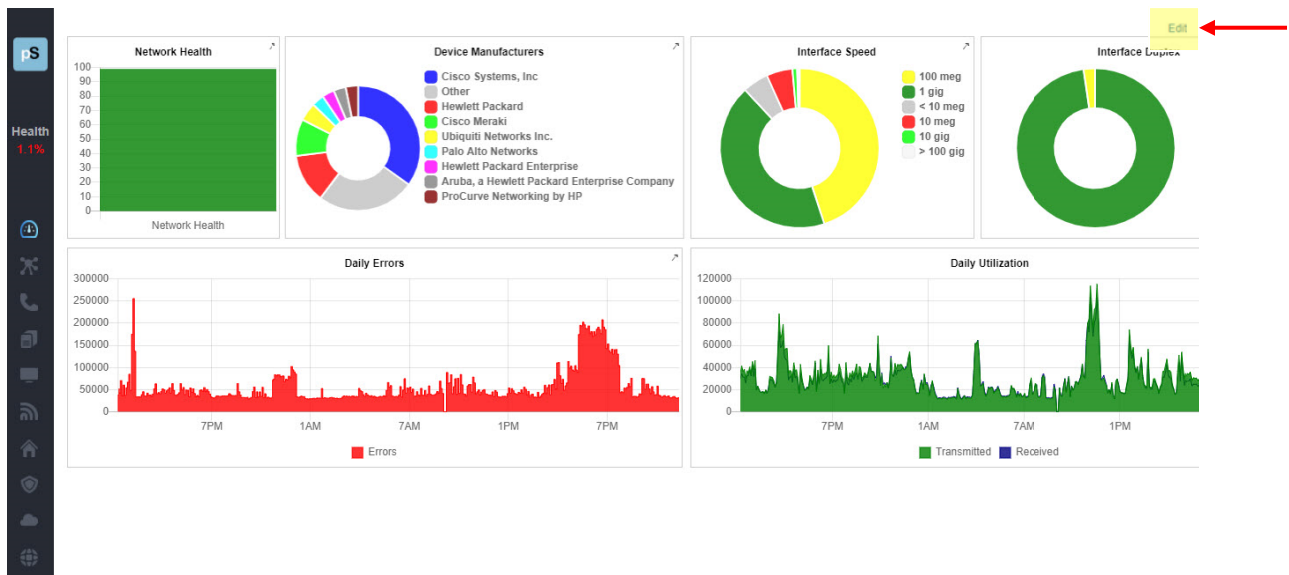 Edit
pS
Health
1.1%
Network Health
100
90
80
70
60
50
40
30
20
10
0
Network Health
Device Manufacturers
Cisco Systems, Inc
Other
Hewlett Packard
Cisco Meraki
Ubiquiti Networks Inc.
Palo Alto Networks
Hewlett Packard Enterprise
Aruba, a Hewlett Packard Enterprise Company
ProCurve Networking by HP
Interface Speed
100 meg
1 gig
< 10 meg
10 meg
10 gig
> 100 gig
Interface Duplex
Daily Errors
300000
250000
200000
150000
100000
50000
0
7PM 1AM 7AM 1PM 7PM
Errors
Daily Utilization
120000
100000
80000
60000
40000
20000
0
7PM 1AM 7AM 1PM
Transmitted Received